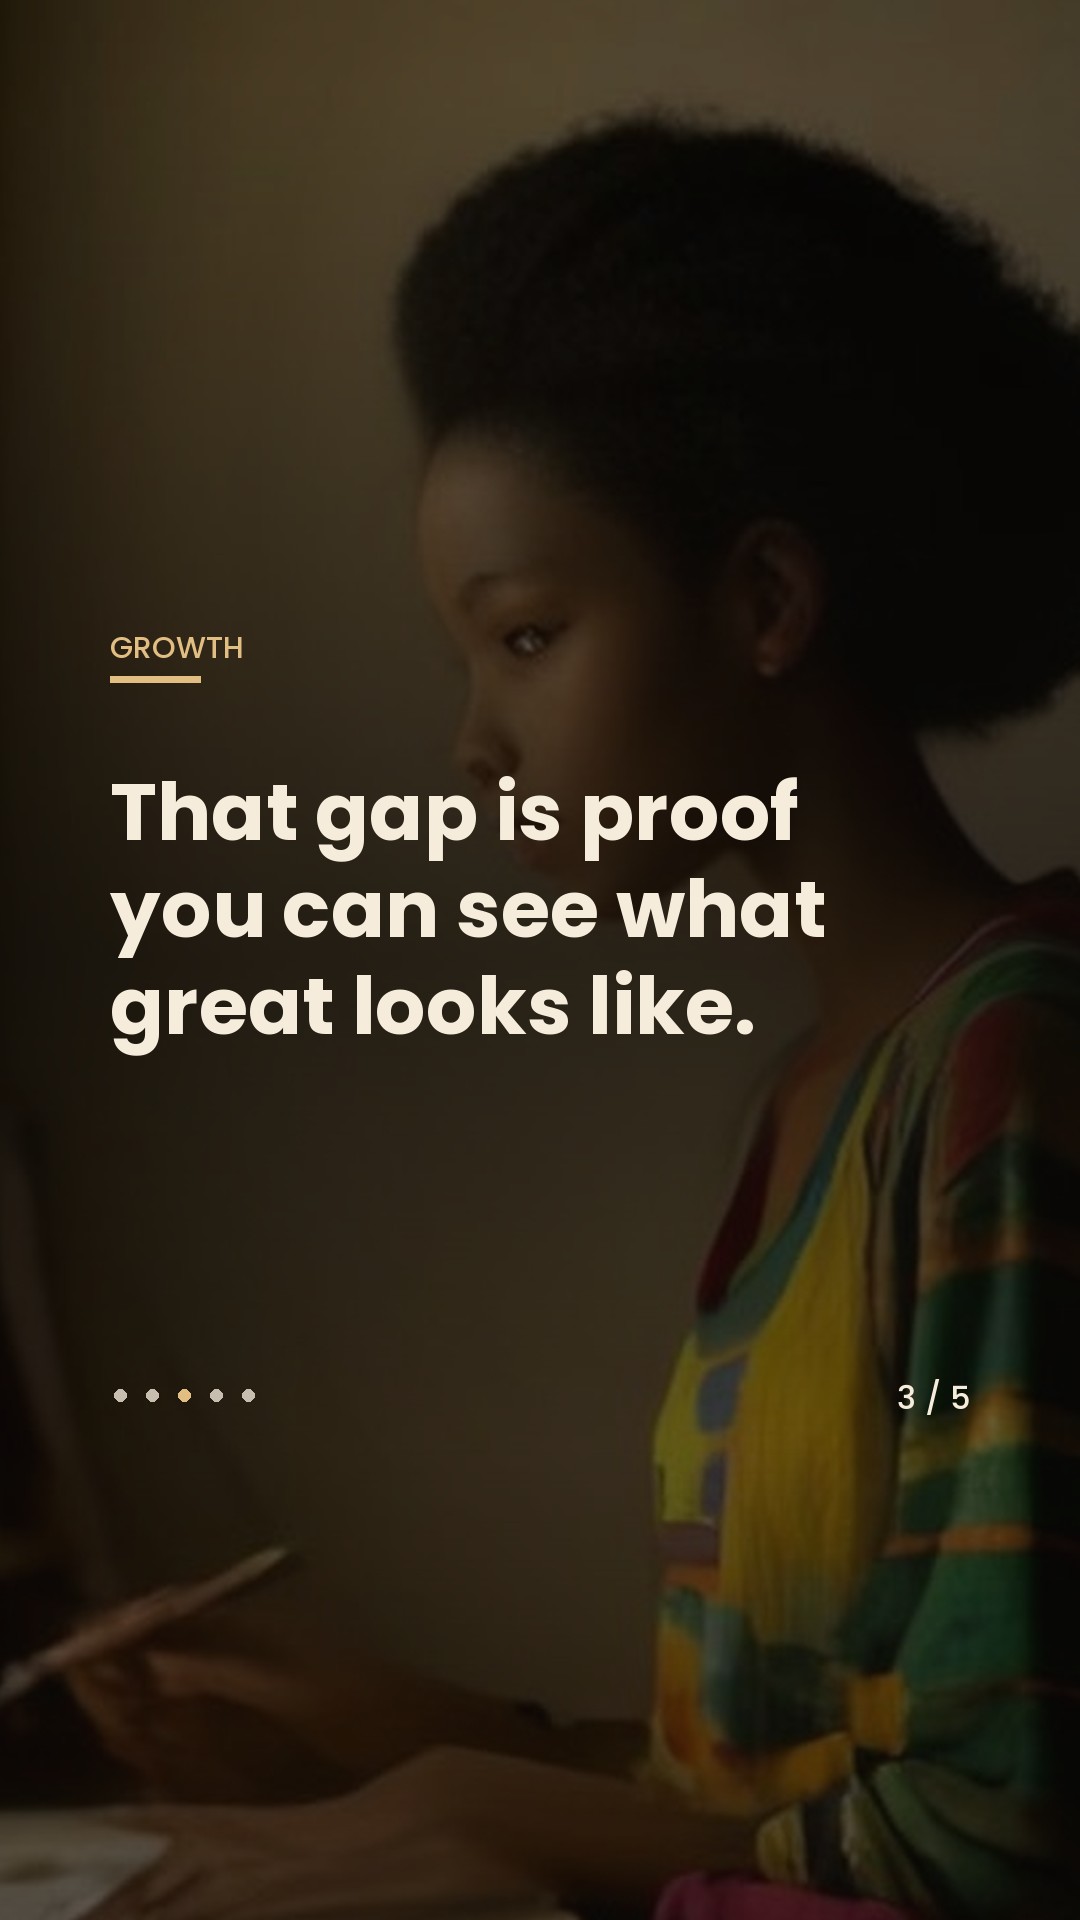 GROWTH
That gap is proof
you can see what
great looks like.
3 / 5